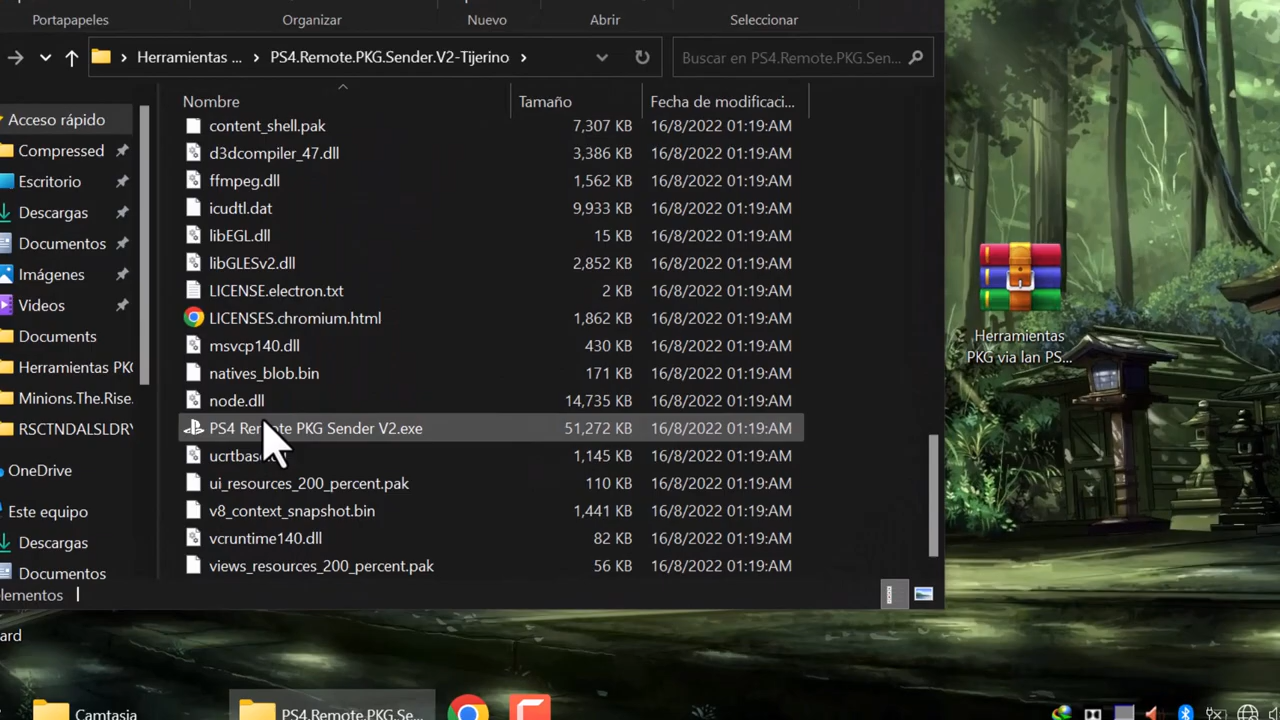 Portapapeles Organizar Nuevo Abrir Seleccionar
Herramientas ... PS4.Remote.PKG.Sender.V2-Tijerino Buscar en PS4.Remote.PKG.Sen...
Nombre Tamaño Fecha de modificaci...
content_shell.pak 7,307 KB 16/8/2022 01:19:AM
d3dcompiler_47.dll 3,386 KB 16/8/2022 01:19:AM
ffmpeg.dll 1,562 KB 16/8/2022 01:19:AM
icudtl.dat 9,933 KB 16/8/2022 01:19:AM
libEGL.dll 15 KB 16/8/2022 01:19:AM
libGLESv2.dll 2,852 KB 16/8/2022 01:19:AM
LICENSE.electron.txt 2 KB 16/8/2022 01:19:AM
LICENSES.chromium.html 1,862 KB 16/8/2022 01:19:AM
msvcp140.dll 430 KB 16/8/2022 01:19:AM
natives_blob.bin 171 KB 16/8/2022 01:19:AM
node.dll 14,735 KB 16/8/2022 01:19:AM
PS4 Remote PKG Sender V2.exe 51,272 KB 16/8/2022 01:19:AM
1,145 KB 16/8/2022 01:19:AM
ui_resources_200_percent.pak 110 KB 16/8/2022 01:19:AM
v8_context_snapshot.bin 1,441 KB 16/8/2022 01:19:AM
vcruntime140.dll 82 KB 16/8/2022 01:19:AM
views_resources_200_percent.pak 56 KB 16/8/2022 01:19:AM
Acceso rápido
Compressed
Escritorio
Descargas
Documentos
Imágenes
Videos
Documents
Herramientas PK
Minions.The.Rise.
RSCTNDALSLDRY
OneDrive
Este equipo
Descargas
Documentos
elementos
Herramientas
PKG via lan PS...
ard
Camtasia PS4.Remote.PKG.Se...